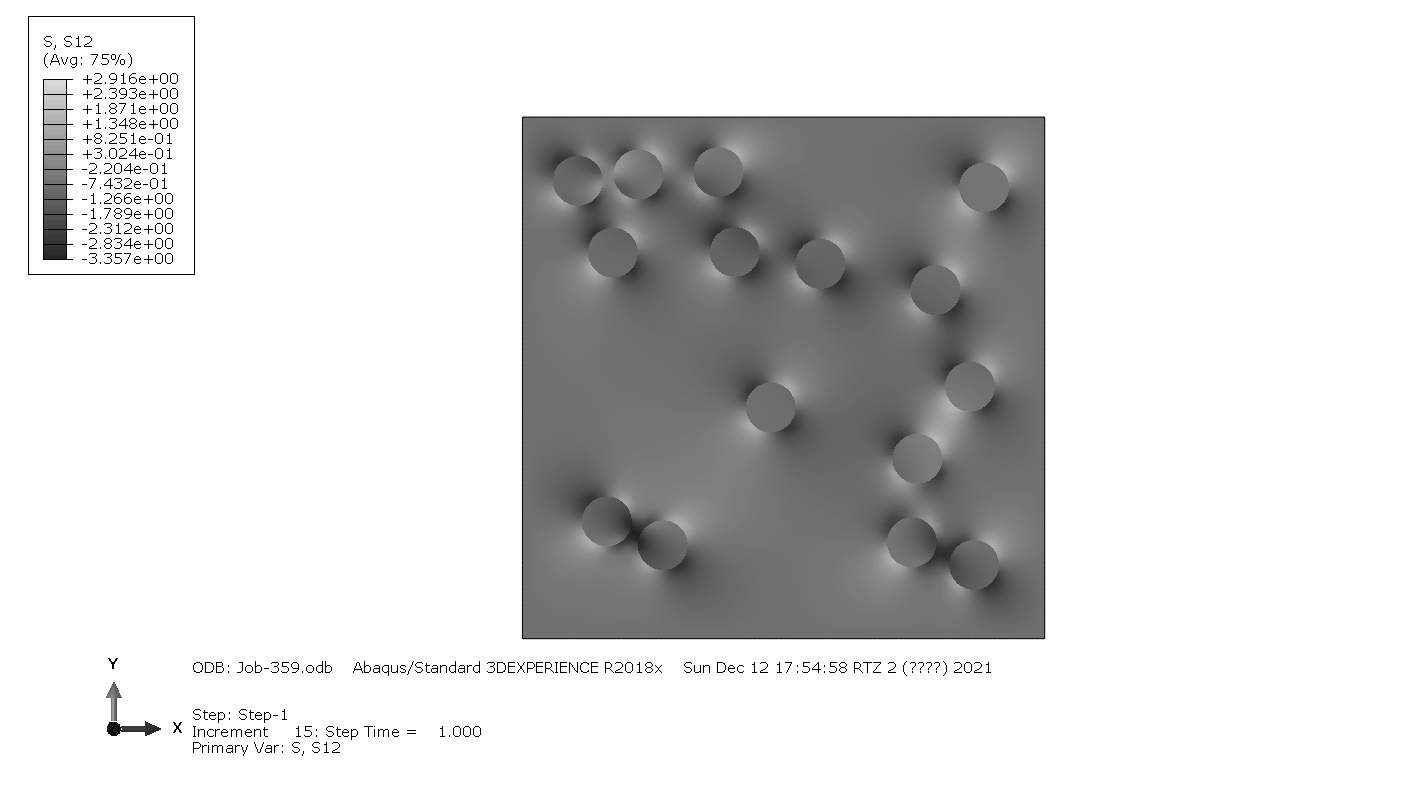 S, S12
(Avg: 75%)
+2.916e+00
+2.393e+00
+1.871e+00
+1.348e+00
+8.251e-01
+3.024e-01
-2.204e-01
-7.432e-01
-1.266e+00
-1.789e+00
-2.312e+00
-2.834e+00
-3.357e+00
Y
X
ODB: Job-359.odb Abaqus/Standard 3DEXPERIENCE R2018x Sun Dec 12 17:54:58 RTZ 2 (????) 2021
Step: Step-1
Increment 15: Step Time = 1.000
Primary Var: S, S12